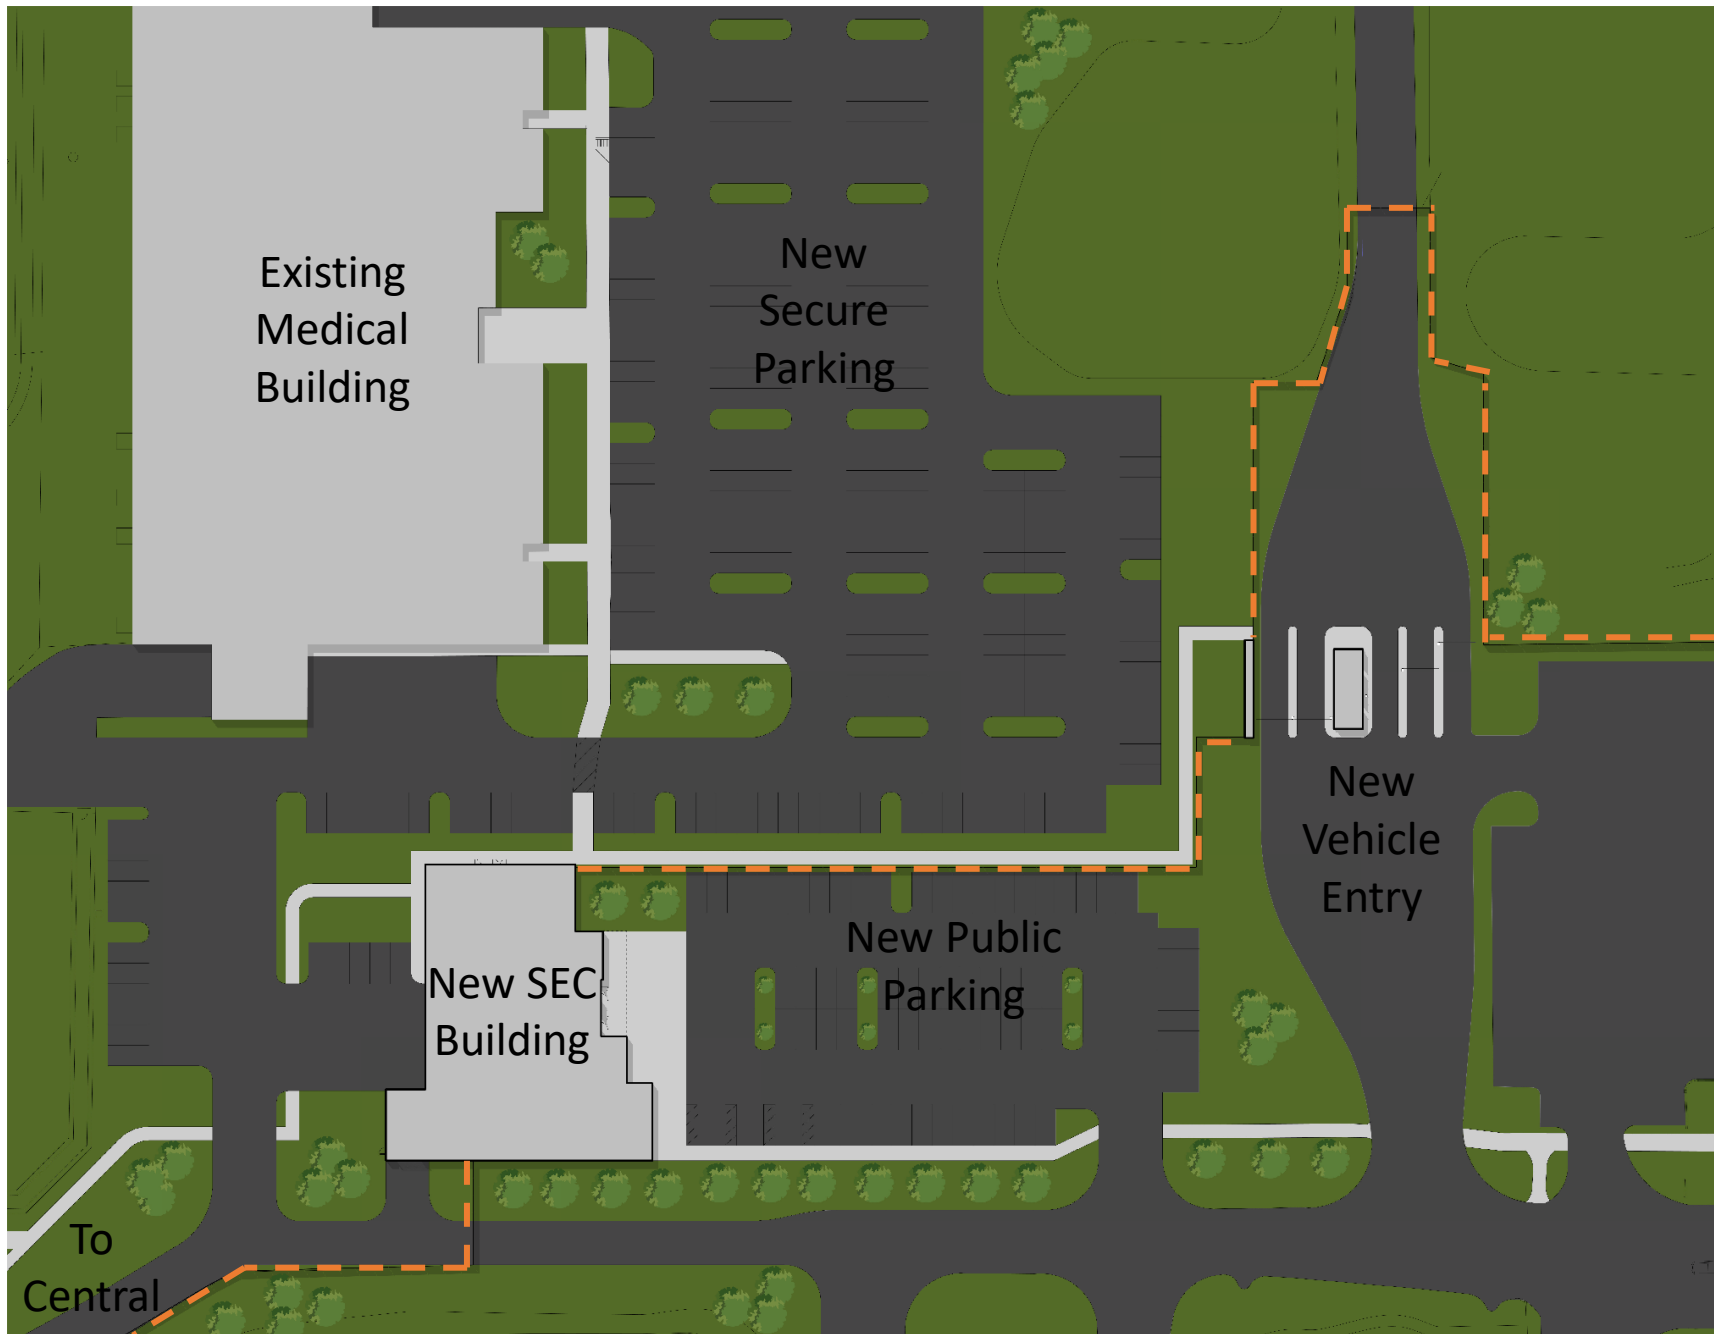 New
Secure
Parking
Existing
Medical
Building
New
Vehicle
Entry
New Public
Parking
New SEC
Building
To
Central